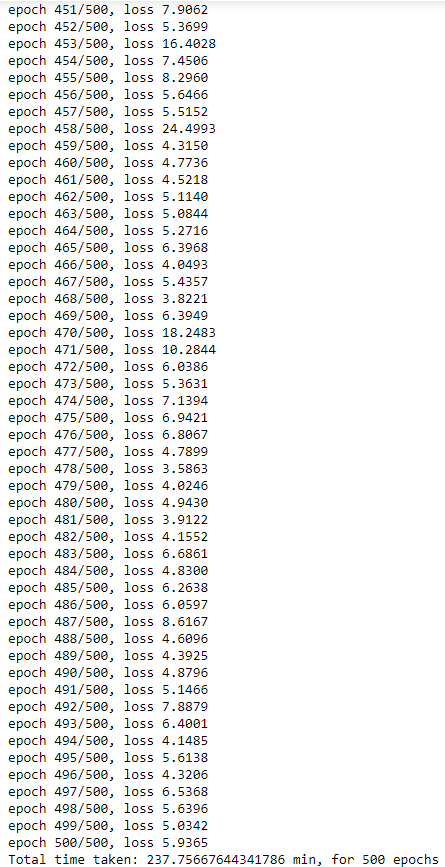 epoch 451/500, loss 7.9062
epoch 452/500, loss 5.3699
epoch 453/500, loss 16.4028
epoch 454/500, loss 7.4506
epoch 455/500, loss 8.2960
epoch 456/500, loss 5.6466
epoch 457/500, loss 5.5152
epoch 458/500, loss 24.4993
epoch 459/500, loss 4.3150
epoch 460/500, loss 4.7736
epoch 461/500, loss 4.5218
epoch 462/500, loss 5.1140
epoch 463/500, loss 5.0844
epoch 464/500, loss 5.2716
epoch 465/500, loss 6.3968
epoch 466/500, loss 4.0493
epoch 467/500, loss 5.4357
epoch 468/500, loss 3.8221
epoch 469/500, loss 6.3949
epoch 470/500, loss 18.2483
epoch 471/500, loss 10.2844
epoch 472/500, loss 6.0386
epoch 473/500, loss 5.3631
epoch 474/500, loss 7.1394
epoch 475/500, loss 6.9421
epoch 476/500, loss 6.8067
epoch 477/500, loss 4.7899
epoch 478/500, loss 3.5863
epoch 479/500, loss 4.0246
epoch 480/500, loss 4.9430
epoch 481/500, loss 3.9122
epoch 482/500, loss 4.1552
epoch 483/500, loss 6.6861
epoch 484/500, loss 4.8300
epoch 485/500, loss 6.2638
epoch 486/500, loss 6.0597
epoch 487/500, loss 8.6167
epoch 488/500, loss 4.6096
epoch 489/500, loss 4.3925
epoch 490/500, loss 4.8796
epoch 491/500, loss 5.1466
epoch 492/500, loss 7.8879
epoch 493/500, loss 6.4001
epoch 494/500, loss 4.1485
epoch 495/500, loss 5.6138
epoch 496/500, loss 4.3206
epoch 497/500, loss 6.5368
epoch 498/500, loss 5.6396
epoch 499/500, loss 5.0342
epoch 500/500, loss 5.9365
Total time taken: 237.75667644341786 min, for 500 epochs